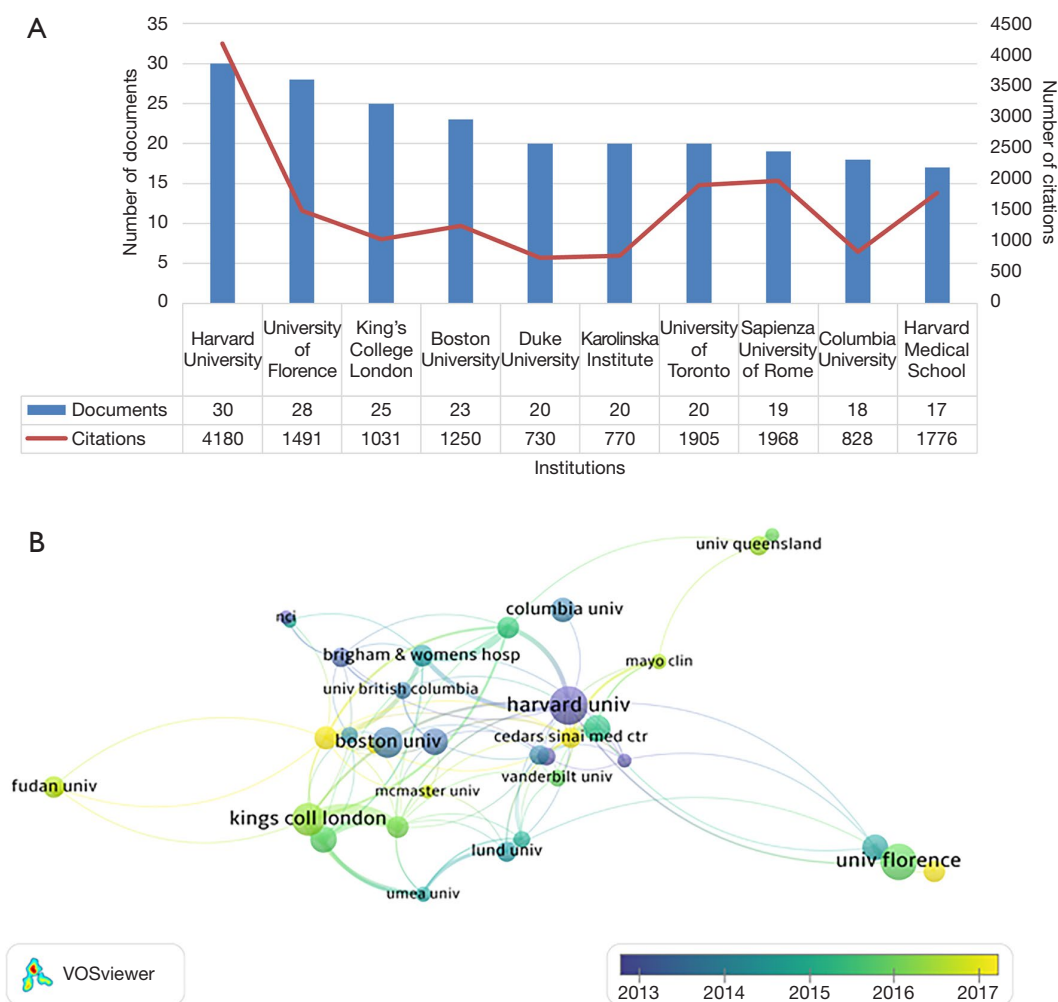 A
35
30
25
20
15
10
5
0
Number of documents
4500
4000
3500
3000
2500
2000
1500
1000
500
0
Number of citations
Harvard
University
University
of
Florence
King's
College
London
Boston
University
Duke
University
Karolinska
Institute
University
of
Toronto
Sapienza
University
of Rome
Columbia
University
Harvard
Medical
School
Documents 30 28 25 23 20 20 20 19 18 17
Citations 4180 1491 1031 1250 730 770 1905 1968 828 1776
Institutions
B
univ queensland
columbia univ
nci
brigham & womens hosp
mayo clin
univ british columbia
harvard univ
boston univ
cedars sinai med ctr
vanderbilt univ
fudan univ
mcmaster univ
kings coll london
lund univ
univ florence
umea univ
VOSviewer
2013 2014 2015 2016 2017